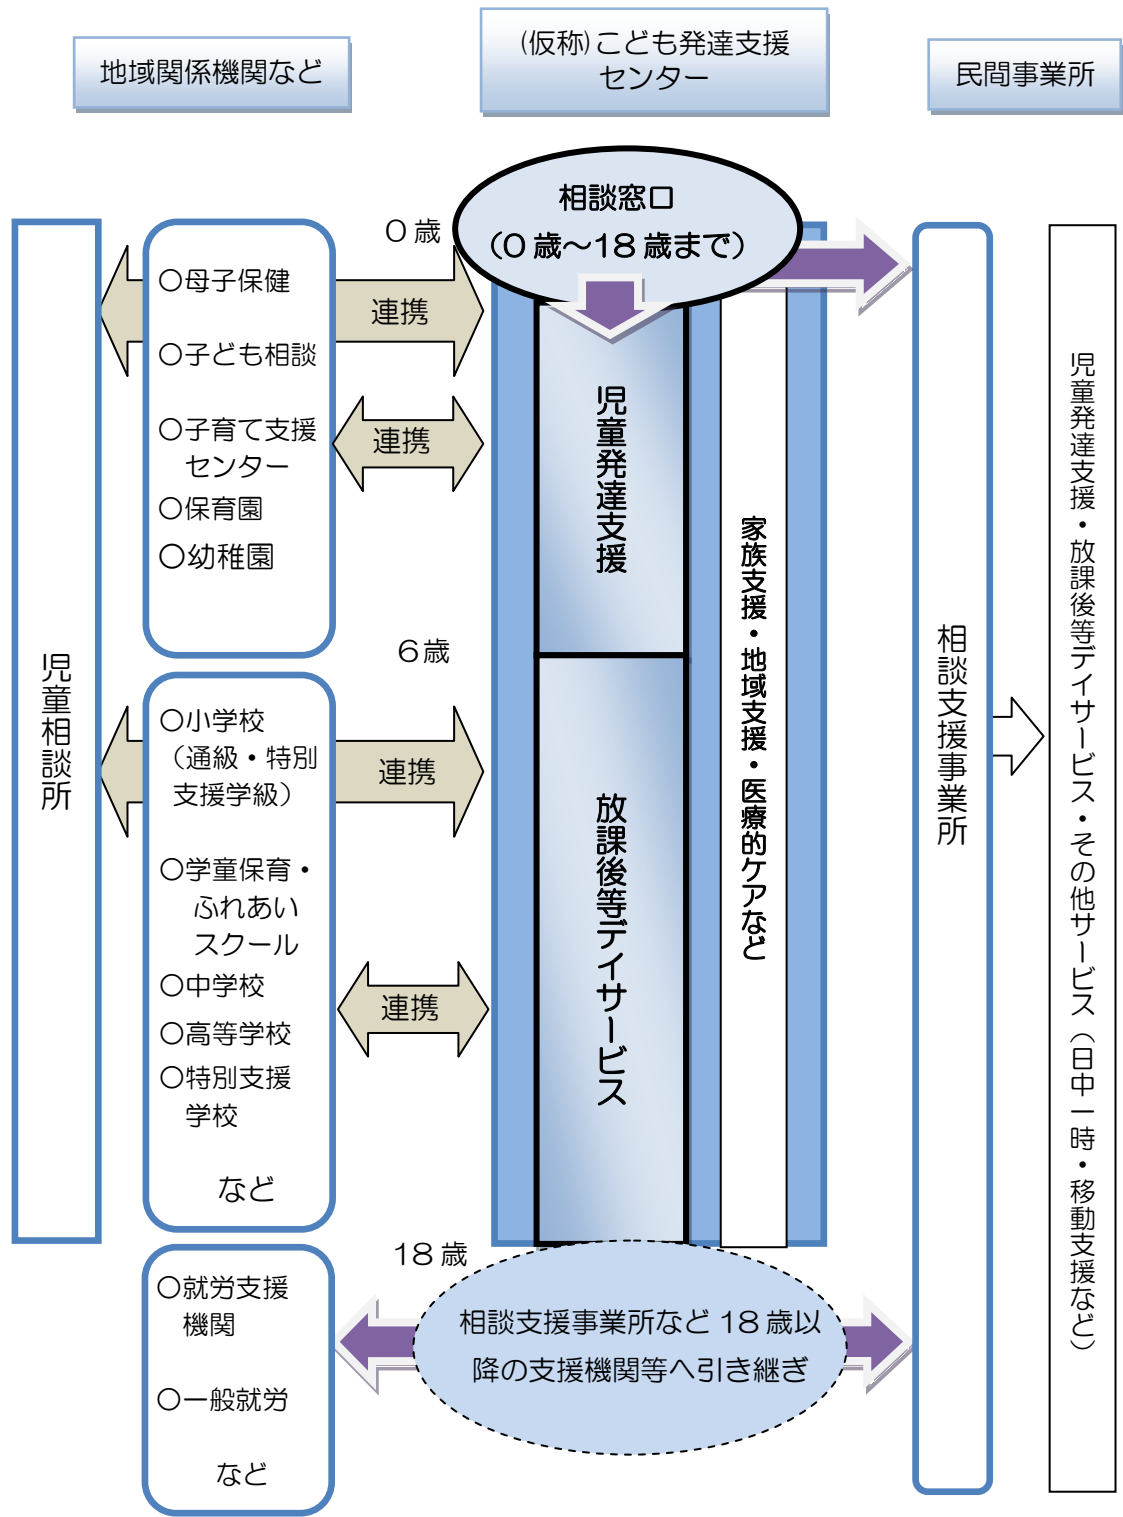 地域関係機関など
(仮称)こども発達支援
センター
民間事業所
相談窓口
（０歳～18歳まで）
０歳
○母子保健
○子ども相談
○子育て支援
センター
○保育園
○幼稚園
連携
連携
児童発達支援
家族支援・地域支援・医療的ケアなど
６歳
児童相談所
○小学校
（通級・特別
支援学級）
○学童保育・
ふれあい
スクール
○中学校
○高等学校
○特別支援
学校
など
連携
連携
放課後等デイサービス
相談支援事業所
児童発達支援・放課後等デイサービス・その他サービス（日中一時・移動支援など）
18歳
○就労支援
機関
○一般就労
など
相談支援事業所など18歳以
降の支援機関等へ引き継ぎ